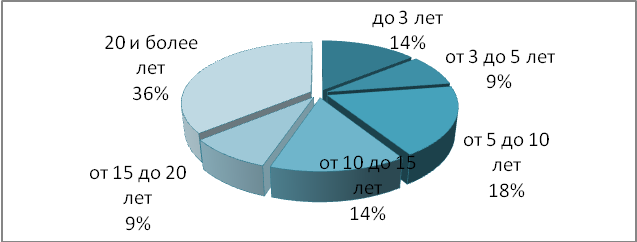 до 3 лет
14%
от 3 до 5 лет
9%
от 5 до 10
лет
18%
от 10 до 15
лет
14%
от 15 до 20
лет
9%
20 и более
лет
36%